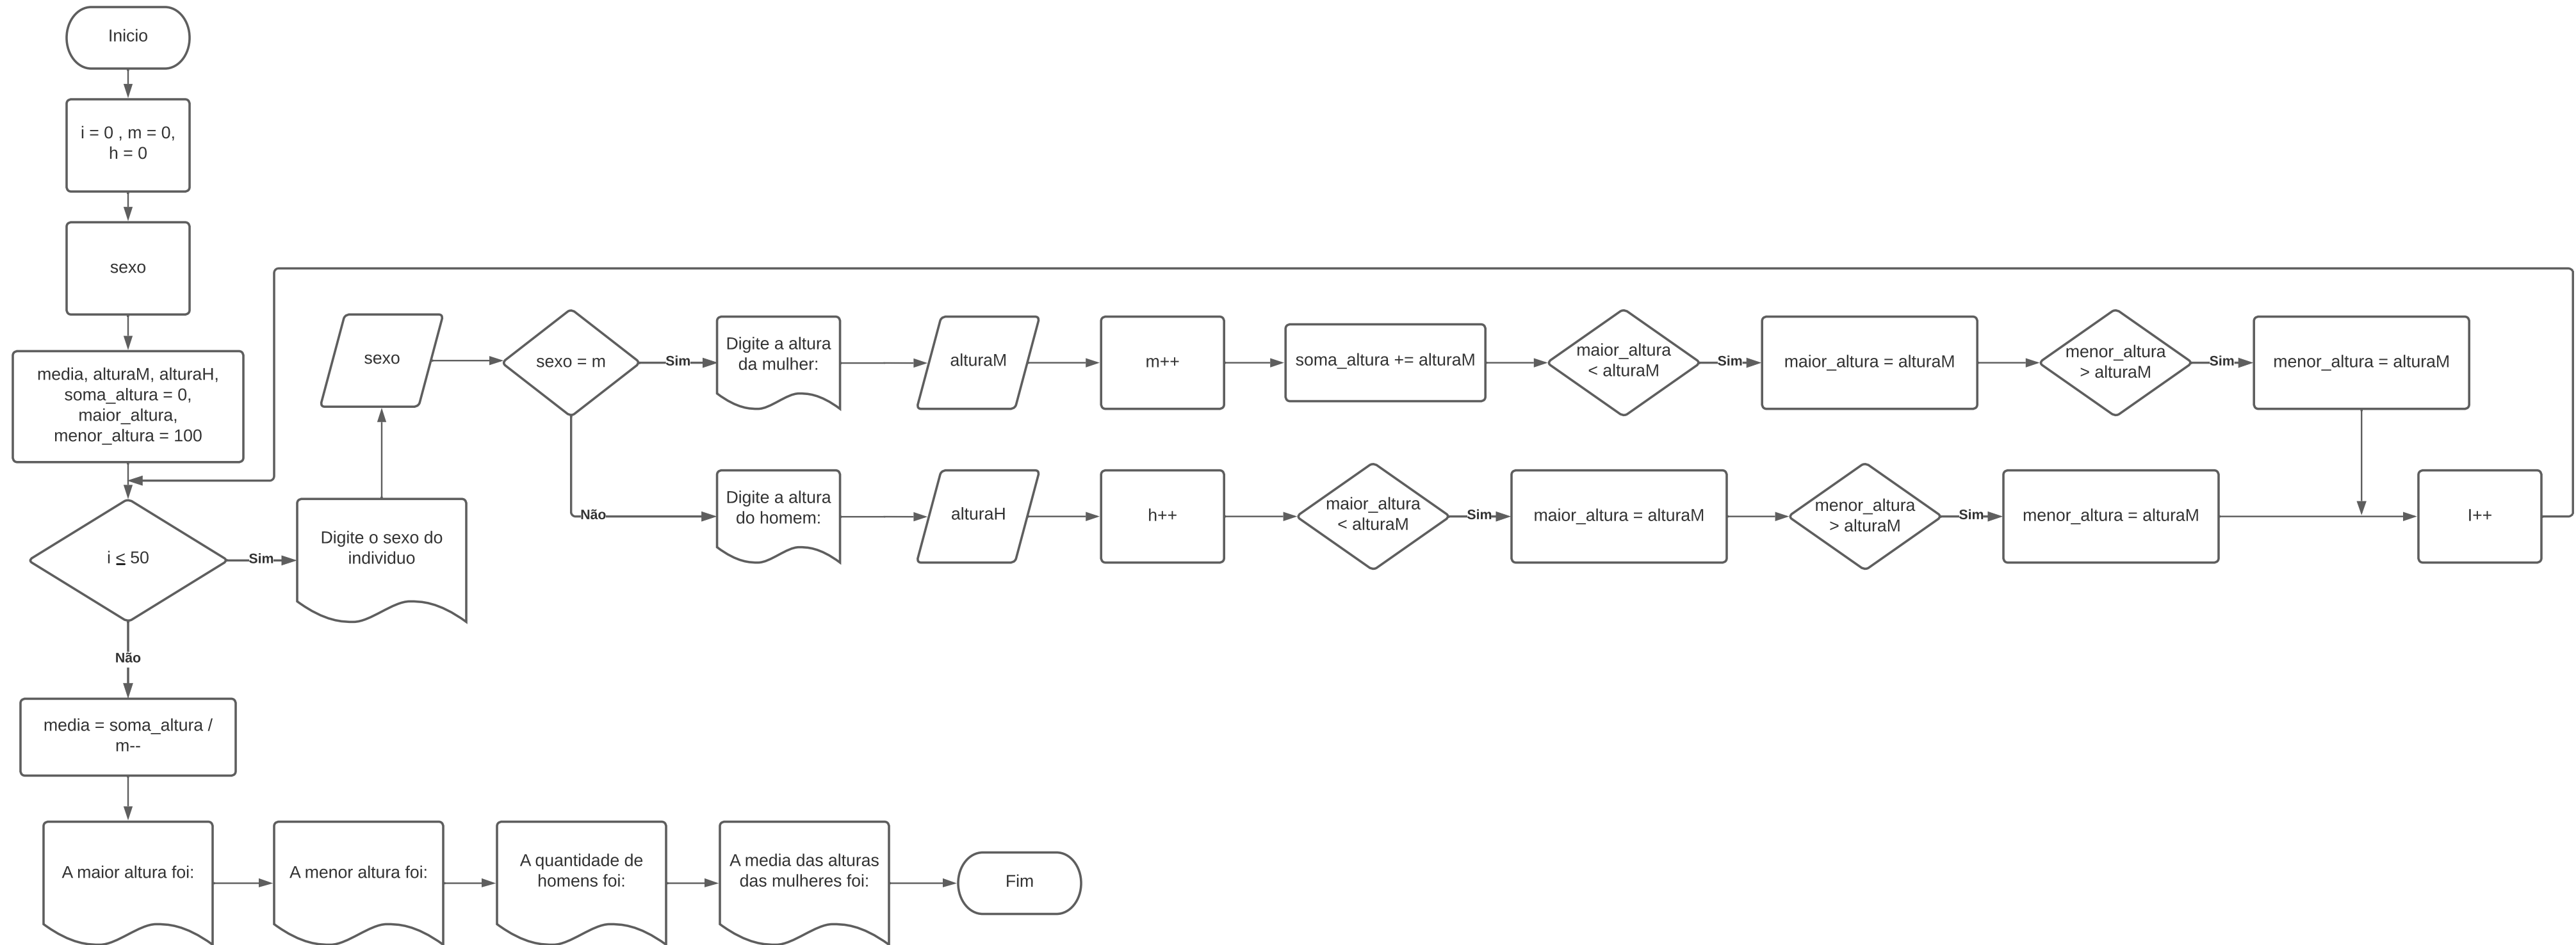 Inicio
i = 0 , m = 0,
h = 0
sexo
media, alturaM, alturaH,
soma_altura = 0,
maior_altura,
menor_altura = 100
i ≤ 50
Sim
Digite o sexo do
individuo
sexo
sexo = m
Sim
Digite a altura
da mulher:
alturaM
m++
soma_altura += alturaM
maior_altura
< alturaM
Sim
maior_altura = alturaM
menor_altura
> alturaM
Sim
menor_altura = alturaM
Não
Digite a altura
do homem:
alturaH
h++
maior_altura
< alturaM
Sim
maior_altura = alturaM
menor_altura
> alturaM
Sim
menor_altura = alturaM
I++
Não
media = soma_altura /
m--
A maior altura foi:
A menor altura foi:
A quantidade de
homens foi:
A media das alturas
das mulheres foi:
Fim